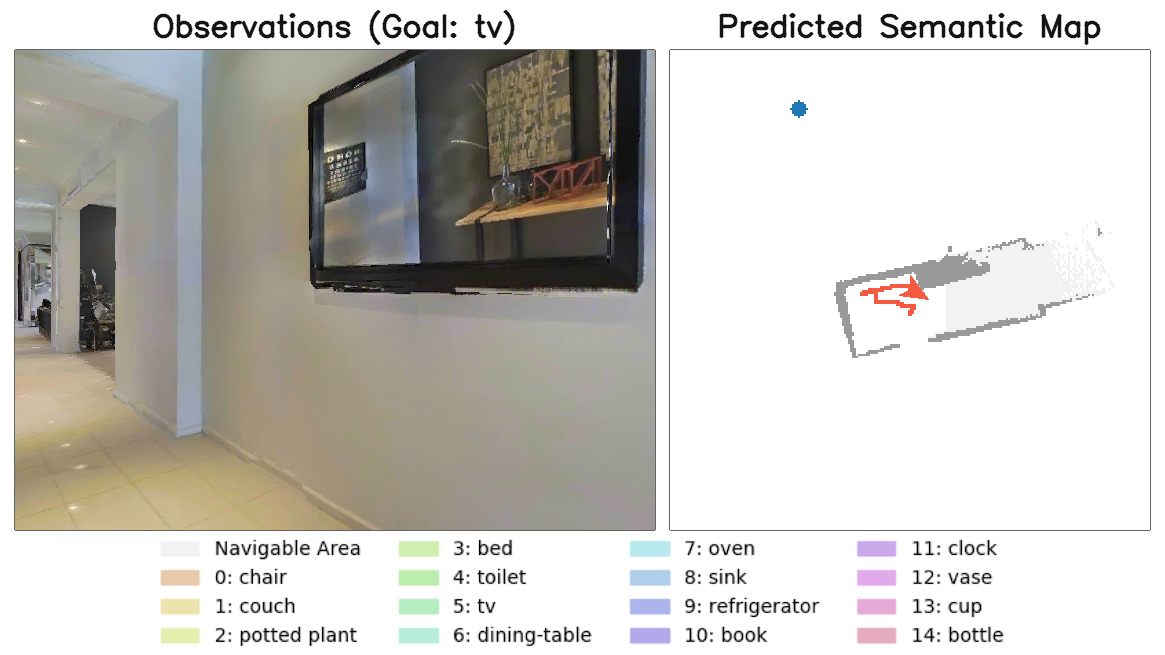 Observations (Goal: tv)
Predicted Semantic Map
Navigable Area
0: chair
1: couch
2: potted plant
3: bed
4: toilet
5: tv
6: dining-table
7: oven
8: sink
9: refrigerator
10: book
11: clock
12: vase
13: cup
14: bottle